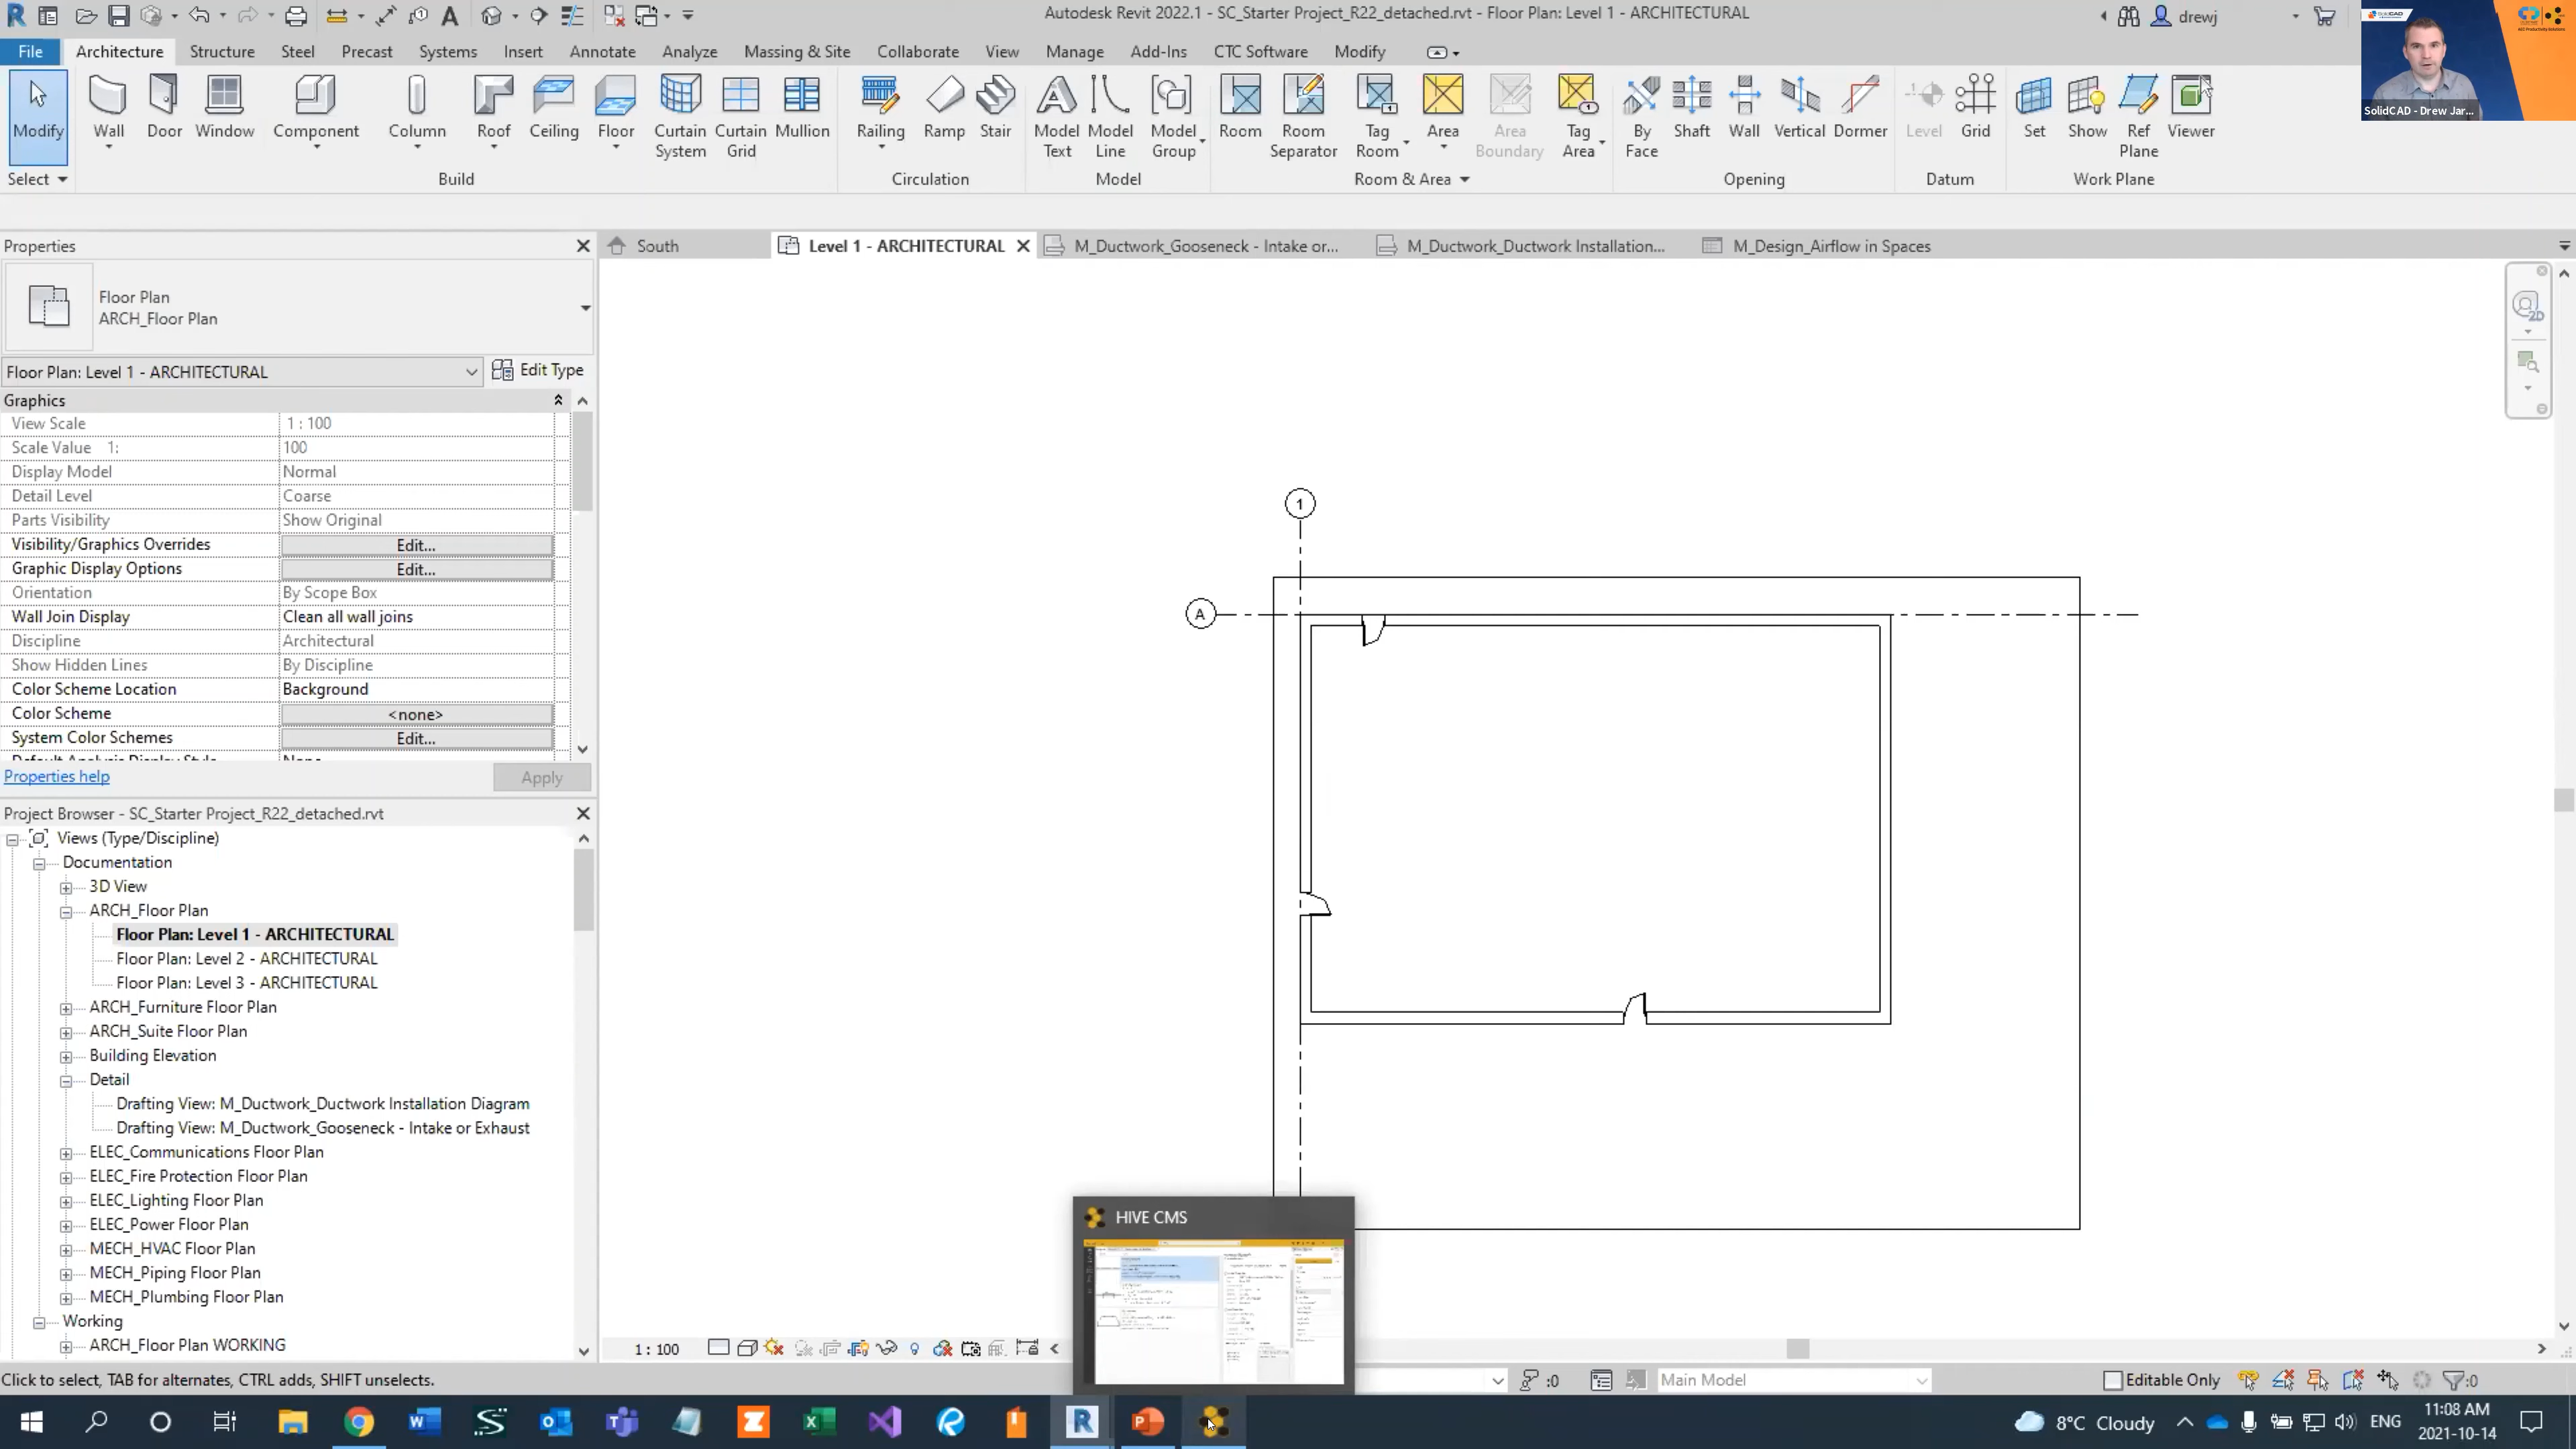 Autodesk Revit 2022.1 - SC_Starter Project_R22_detached.rvt - Floor Plan: Level 1 - ARCHITECTURAL
drewj
File Architecture Structure Steel Precast Systems Insert Annotate Analyze Massing & Site Collaborate View Manage Add-Ins CTC Software Modify
SolidCAD - Drew Jar...
Modify Wall Door Window Component Column Roof Ceiling Floor Curtain System Curtain Grid Mullion Railing Ramp Stair Model Text Model Line Model Group Room Room Separator Tag Room Area Area Boundary Tag Area By Face Shaft Wall Vertical Dormer Level Grid Set Show Ref Plane Viewer
Select Build Circulation Model Room & Area Opening Datum Work Plane
Properties
South Level 1 - ARCHITECTURAL M_Ductwork_Gooseneck - Intake or... M_Ductwork_Ductwork Installation... M_Design_Airflow in Spaces
Floor Plan
ARCH_Floor Plan
Floor Plan: Level 1 - ARCHITECTURAL Edit Type
Graphics
View Scale 1 : 100
Scale Value 1: 100
Display Model Normal
Detail Level Coarse
Parts Visibility Show Original
Visibility/Graphics Overrides Edit...
Graphic Display Options Edit...
Orientation By Scope Box
Wall Join Display Clean all wall joins
Discipline Architectural
Show Hidden Lines By Discipline
Color Scheme Location Background
Color Scheme <none>
System Color Schemes Edit...
Properties help Apply
2D
1
A
Project Browser - SC_Starter Project_R22_detached.rvt
Views (Type/Discipline)
Documentation
3D View
ARCH_Floor Plan
Floor Plan: Level 1 - ARCHITECTURAL
Floor Plan: Level 2 - ARCHITECTURAL
Floor Plan: Level 3 - ARCHITECTURAL
ARCH_Furniture Floor Plan
ARCH_Suite Floor Plan
Building Elevation
Detail
Drafting View: M_Ductwork_Ductwork Installation Diagram
Drafting View: M_Ductwork_Gooseneck - Intake or Exhaust
ELEC_Communications Floor Plan
ELEC_Fire Protection Floor Plan
ELEC_Lighting Floor Plan
ELEC_Power Floor Plan
MECH_HVAC Floor Plan
MECH_Piping Floor Plan
MECH_Plumbing Floor Plan
Working
ARCH_Floor Plan WORKING
HIVE CMS
1 : 100
Click to select, TAB for alternates, CTRL adds, SHIFT unselects.
:0 Main Model Editable Only :0
8°C Cloudy ENG 11:08 AM
2021-10-14